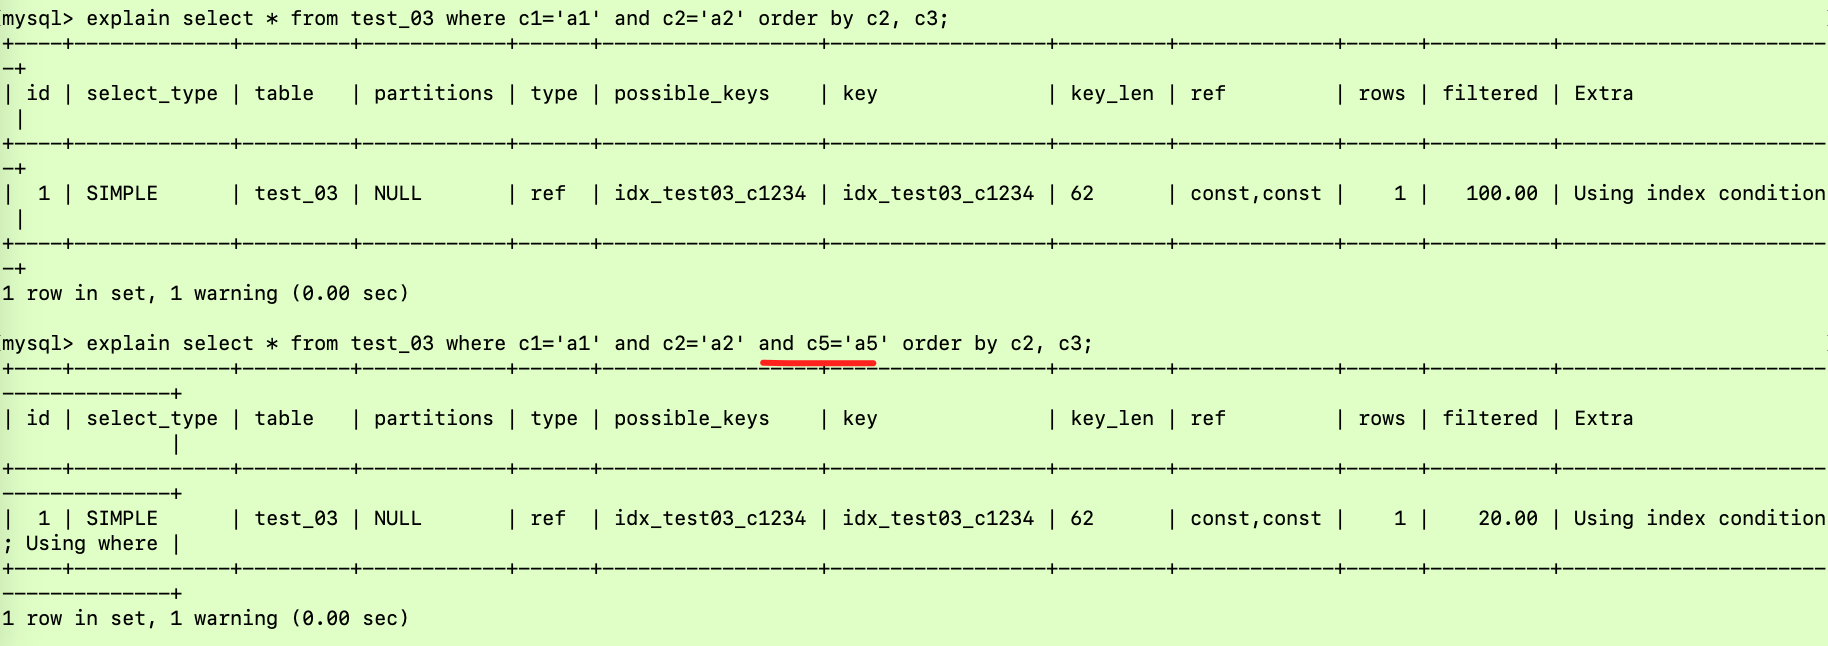 mysql> explain select * from test_03 where c1='a1' and c2='a2' order by c2, c3;
+----+-------------+---------+------------+------+------------------+------------------+---------+-------------+------+----------+----------------------
-+
| id | select_type | table   | partitions | type | possible_keys    | key              | key_len | ref         | rows | filtered | Extra
 |
+----+-------------+---------+------------+------+------------------+------------------+---------+-------------+------+----------+----------------------
-+
|  1 | SIMPLE      | test_03 | NULL       | ref  | idx_test03_c1234 | idx_test03_c1234 | 62      | const,const |    1 |   100.00 | Using index condition
 |
+----+-------------+---------+------------+------+------------------+------------------+---------+-------------+------+----------+----------------------
-+
1 row in set, 1 warning (0.00 sec)
mysql> explain select * from test_03 where c1='a1' and c2='a2' and c5='a5' order by c2, c3;
+----+-------------+---------+------------+------+------------------+------------------+---------+-------------+------+----------+----------------------
--------------+
| id | select_type | table   | partitions | type | possible_keys    | key              | key_len | ref         | rows | filtered | Extra
              |
+----+-------------+---------+------------+------+------------------+------------------+---------+-------------+------+----------+----------------------
--------------+
|  1 | SIMPLE      | test_03 | NULL       | ref  | idx_test03_c1234 | idx_test03_c1234 | 62      | const,const |    1 |    20.00 | Using index condition
; Using where |
+----+-------------+---------+------------+------+------------------+------------------+---------+-------------+------+----------+----------------------
--------------+
1 row in set, 1 warning (0.00 sec)